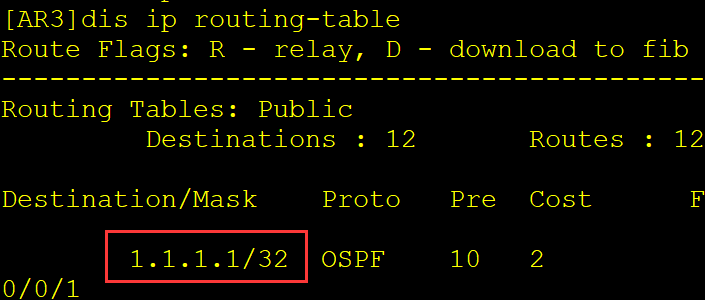 [AR3]dis ip routing-table
Route Flags: R - relay, D - download to fib
------------------------------------------------------------
Routing Tables: Public
Destinations : 12 Routes : 12
Destination/Mask Proto Pre Cost F
1.1.1.1/32 OSPF 10 2
0/0/1